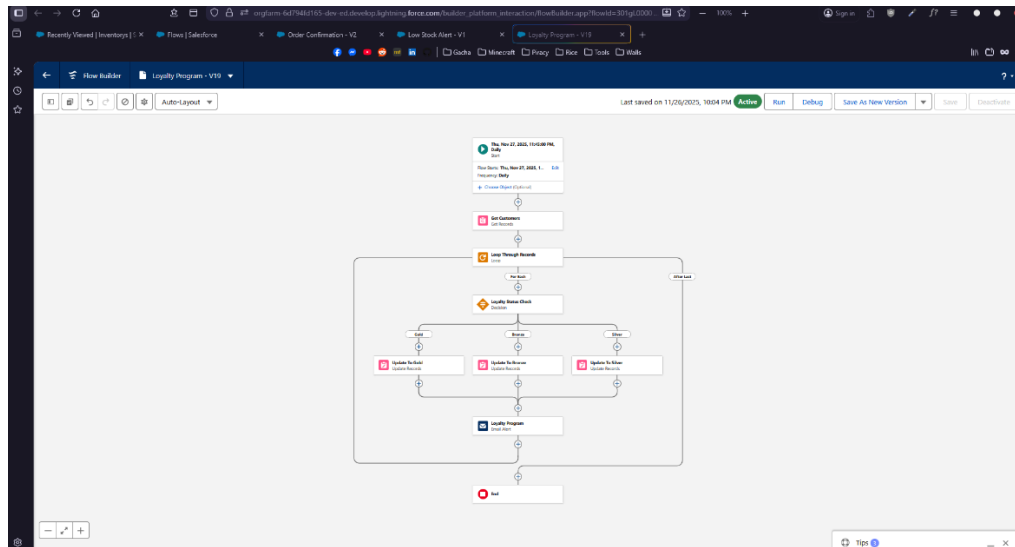 orgfarm-6d794fd165-dev-ed.develop.lightning.force.com/builder_platform_interaction/flowBuilder.app?flowId=301gL0000...
100%
Sign in
Recently Viewed | Inventorys | S
Flows | Salesforce
Order Confirmation - V2
Low Stock Alert - V1
Loyalty Program - V19
Gacha
Minecraft
Piracy
Rice
Tools
Walls
Flow Builder
Loyalty Program - V19
?
Auto-Layout
Last saved on 11/26/2025, 10:04 PM
Active
Run
Debug
Save As New Version
Save
Deactivate
Thu, Nov 27, 2025, 11:45:00 PM,
Daily
Start
Flow Starts: Thu, Nov 27, 2025, 1...
Edit
Frequency: Daily
+ Choose Object (Optional)
Get Customers
Get Records
Loop Through Records
Loop
For Each
After Last
Loyalty Status Check
Decision
Gold
Bronze
Silver
Update To Gold
Update Records
Update To Bronze
Update Records
Update To Silver
Update Records
Loyalty Program
Email Alert
End
Tips